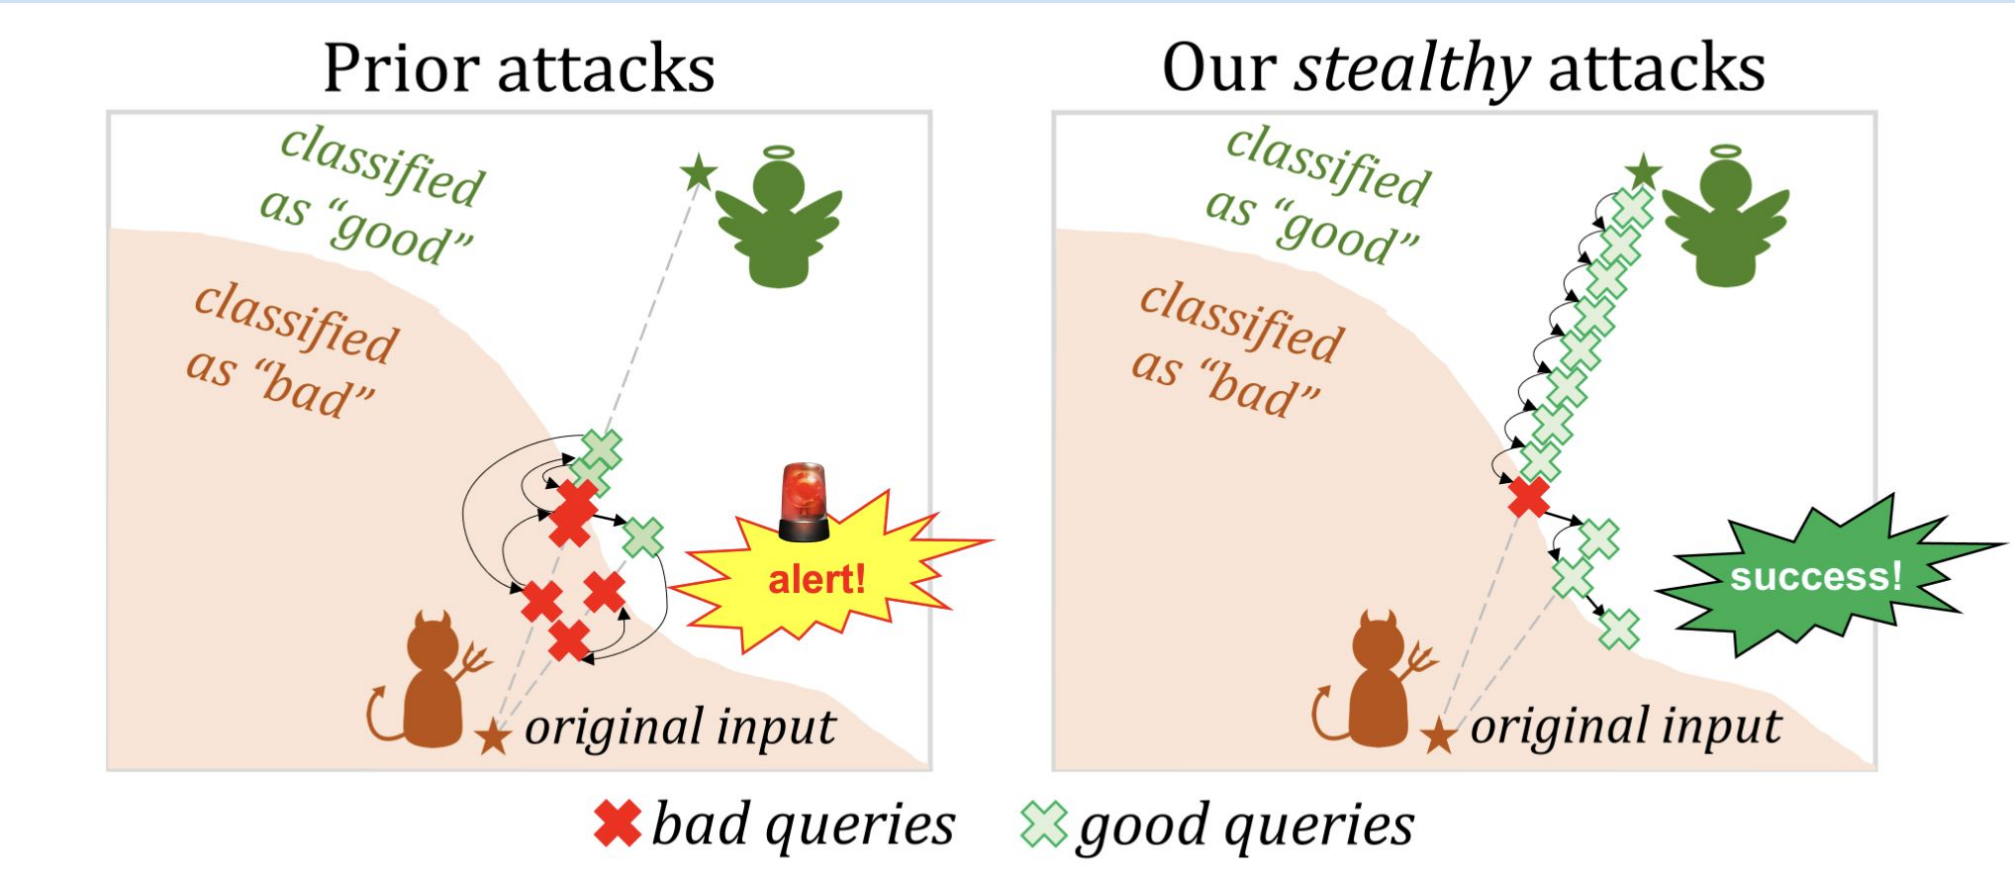 Prior attacks
classified
as “good”
classified
as “bad”
alert!
original input
Our stealthy attacks
classified
as “good”
classified
as “bad”
success!
original input
bad queries
good queries